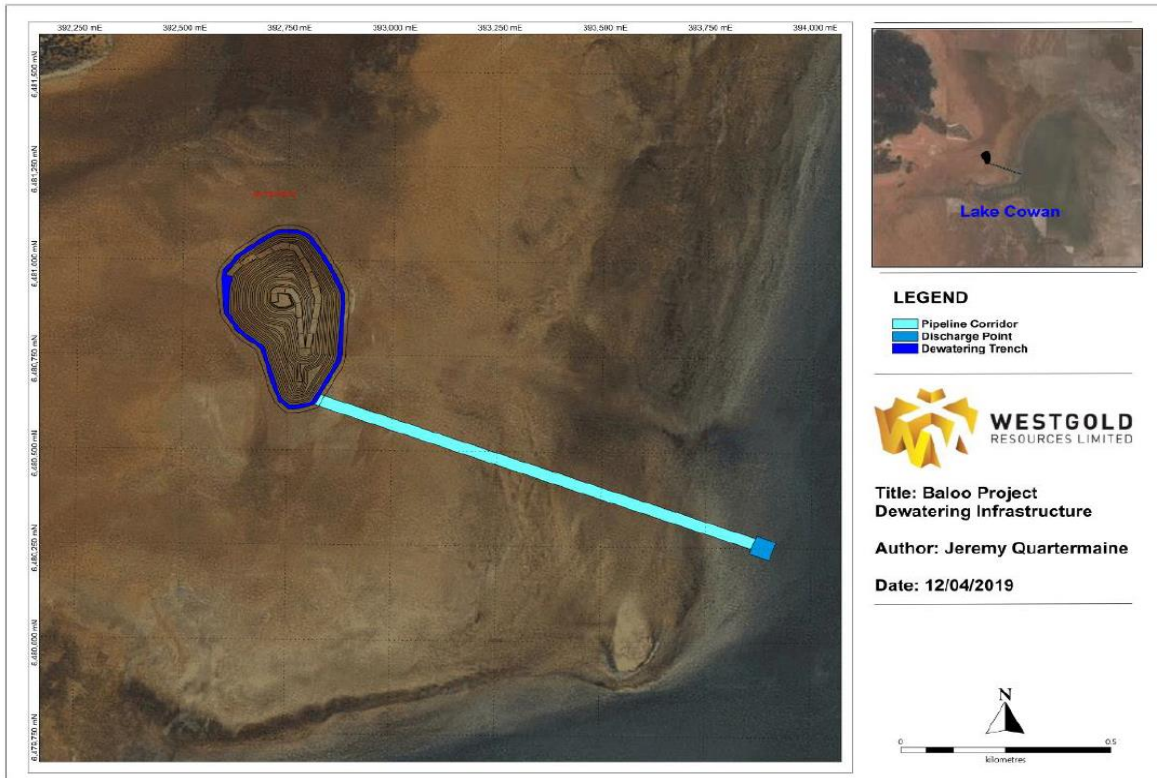 392,250 mE 392,500 mE 392,750 mE 393,000 mE 393,250 mE 393,500 mE 393,750 mE 394,000 mE
6,481,500 mN
6,481,250 mN
6,481,000 mN
6,480,750 mN
6,480,500 mN
6,480,250 mN
6,480,000 mN
6,479,750 mN
Lake Cowan
LEGEND
Pipeline Corridor
Discharge Point
Dewatering Trench
WESTGOLD
RESOURCES LIMITED
Title: Baloo Project
Dewatering Infrastructure
Author: Jeremy Quartermaine
Date: 12/04/2019
N
0 0.5
kilometres